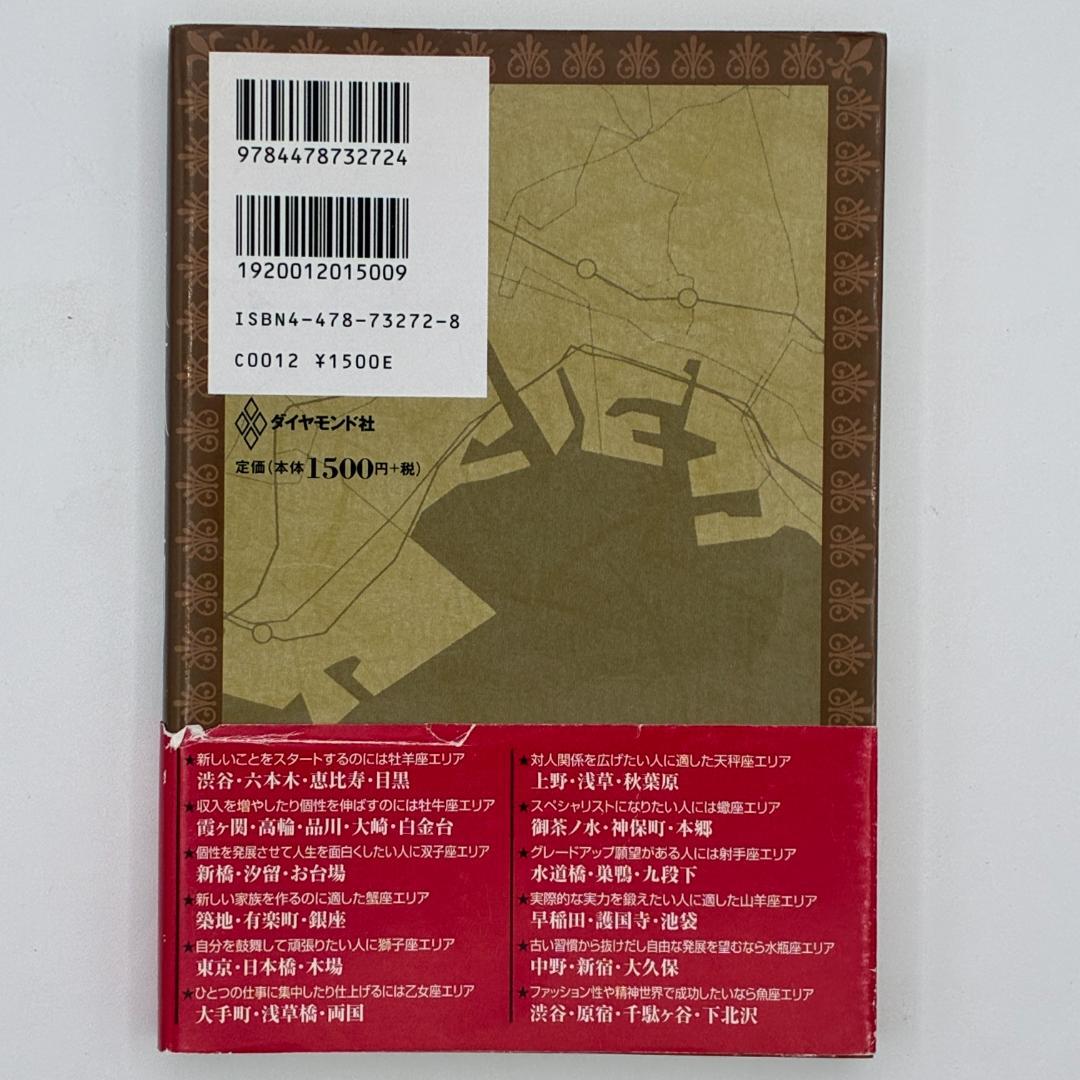 9784478732724
1920012015009
ISBN4-478-73272-8
C0012 ¥1500E
ダイヤモンド社
定価(本体1500円+税)
★新しいことをスタートするのには牡羊座エリア
渋谷・六本木・恵比寿・目黒
★収入を増やしたり個性を伸ばすのには牡牛座エリア
霞ヶ関・高輪・品川・大崎・白金台
★個性を発展させて人生を面白くしたい人に双子座エリア
新橋・汐留・お台場
★新しい家族を作るのに適した蟹座エリア
築地・有楽町・銀座
★自分を鼓舞して頑張りたい人に獅子座エリア
東京・日本橋・木場
★ひとつの仕事に集中したり仕上げるには乙女座エリア
大手町・浅草橋・両国
★対人関係を広げたい人に適した天秤座エリア
上野・浅草・秋葉原
★スペシャリストになりたい人には蠍座エリア
御茶ノ水・神保町・本郷
★グレードアップ願望がある人には射手座エリア
水道橋・巣鴨・九段下
★実際的な実力を鍛えたい人に適した山羊座エリア
早稲田・護国寺・池袋
★古い習慣から抜けだし自由な発展を望むなら水瓶座エリア
中野・新宿・大久保
★ファッション性や精神世界で成功したいなら魚座エリア
渋谷・原宿・千駄ヶ谷・下北沢